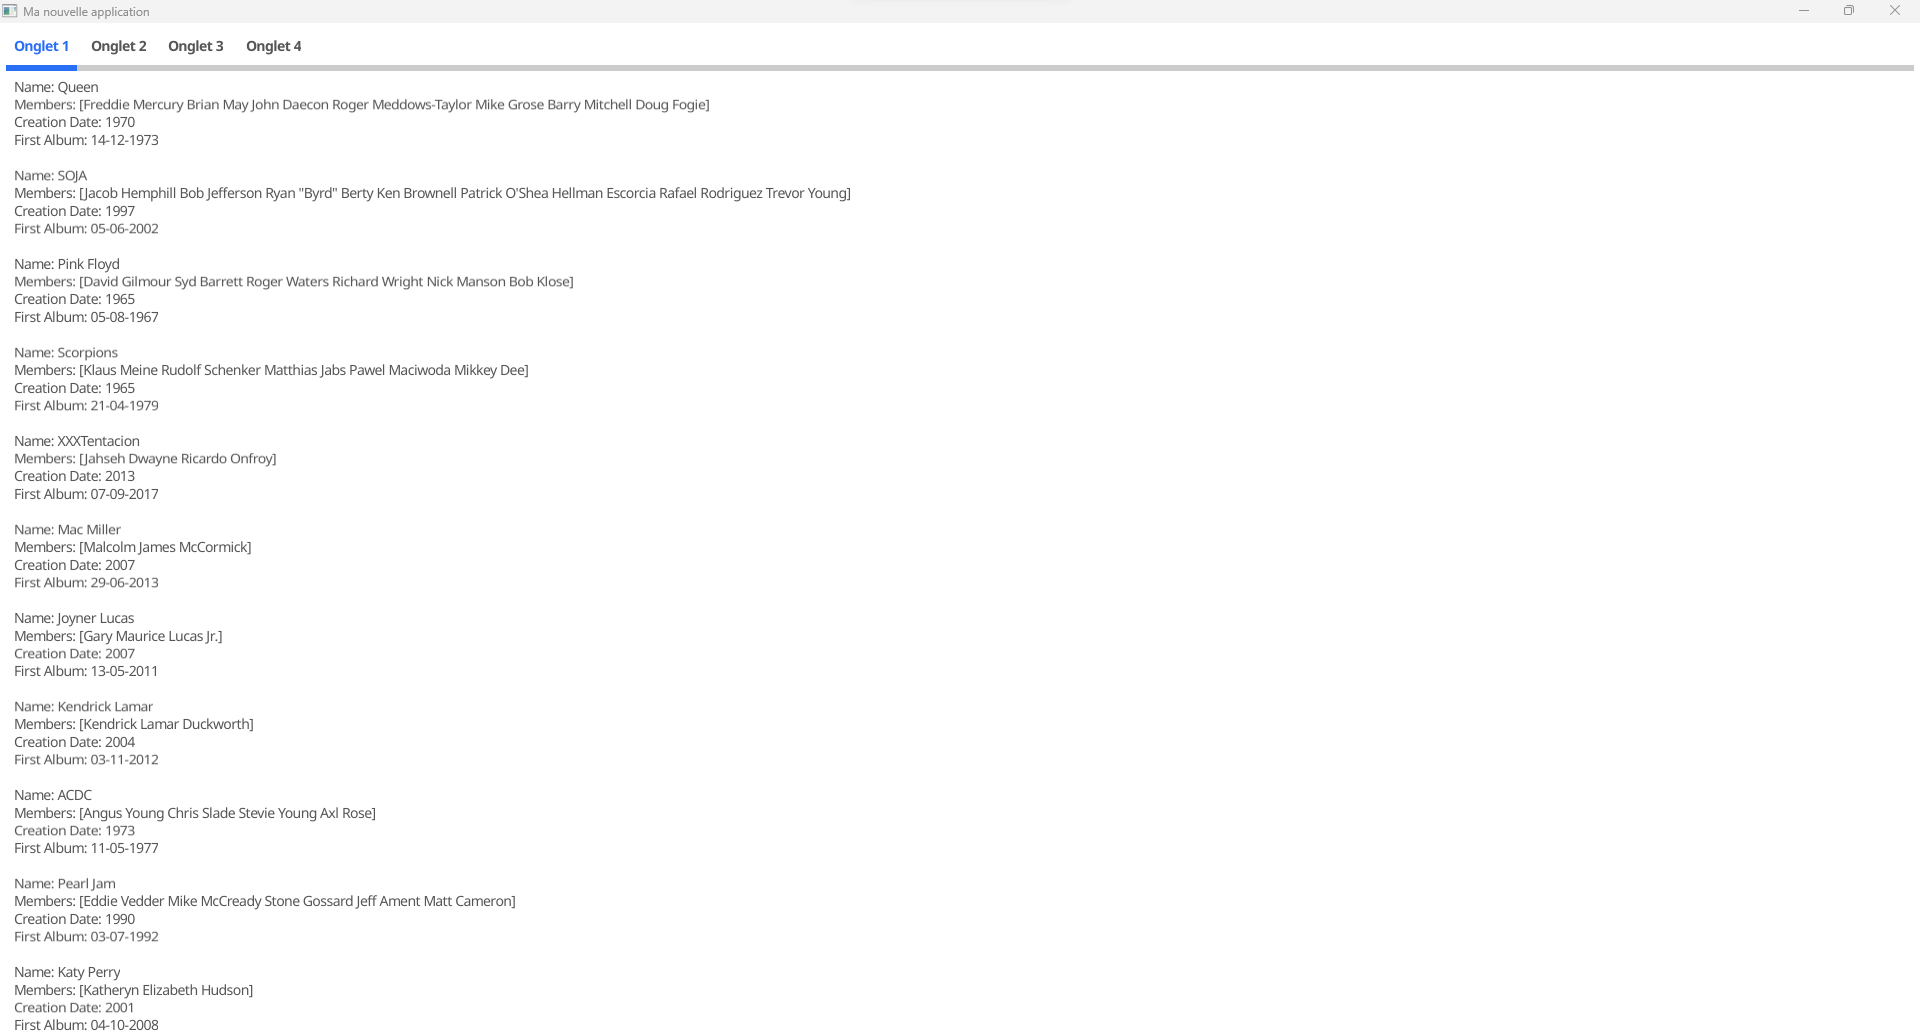 Ma nouvelle application
Onglet 1 Onglet 2 Onglet 3 Onglet 4
Name: Queen
Members: [Freddie Mercury Brian May John Daecon Roger Meddows-Taylor Mike Grose Barry Mitchell Doug Fogie]
Creation Date: 1970
First Album: 14-12-1973
Name: SOJA
Members: [Jacob Hemphill Bob Jefferson Ryan "Byrd" Berty Ken Brownell Patrick O'Shea Hellman Escorcia Rafael Rodriguez Trevor Young]
Creation Date: 1997
First Album: 05-06-2002
Name: Pink Floyd
Members: [David Gilmour Syd Barrett Roger Waters Richard Wright Nick Manson Bob Klose]
Creation Date: 1965
First Album: 05-08-1967
Name: Scorpions
Members: [Klaus Meine Rudolf Schenker Matthias Jabs Pawel Maciwoda Mikkey Dee]
Creation Date: 1965
First Album: 21-04-1979
Name: XXXTentacion
Members: [Jahseh Dwayne Ricardo Onfroy]
Creation Date: 2013
First Album: 07-09-2017
Name: Mac Miller
Members: [Malcolm James McCormick]
Creation Date: 2007
First Album: 29-06-2013
Name: Joyner Lucas
Members: [Gary Maurice Lucas Jr.]
Creation Date: 2007
First Album: 13-05-2011
Name: Kendrick Lamar
Members: [Kendrick Lamar Duckworth]
Creation Date: 2004
First Album: 03-11-2012
Name: ACDC
Members: [Angus Young Chris Slade Stevie Young Axl Rose]
Creation Date: 1973
First Album: 11-05-1977
Name: Pearl Jam
Members: [Eddie Vedder Mike McCready Stone Gossard Jeff Ament Matt Cameron]
Creation Date: 1990
First Album: 03-07-1992
Name: Katy Perry
Members: [Katheryn Elizabeth Hudson]
Creation Date: 2001
First Album: 04-10-2008